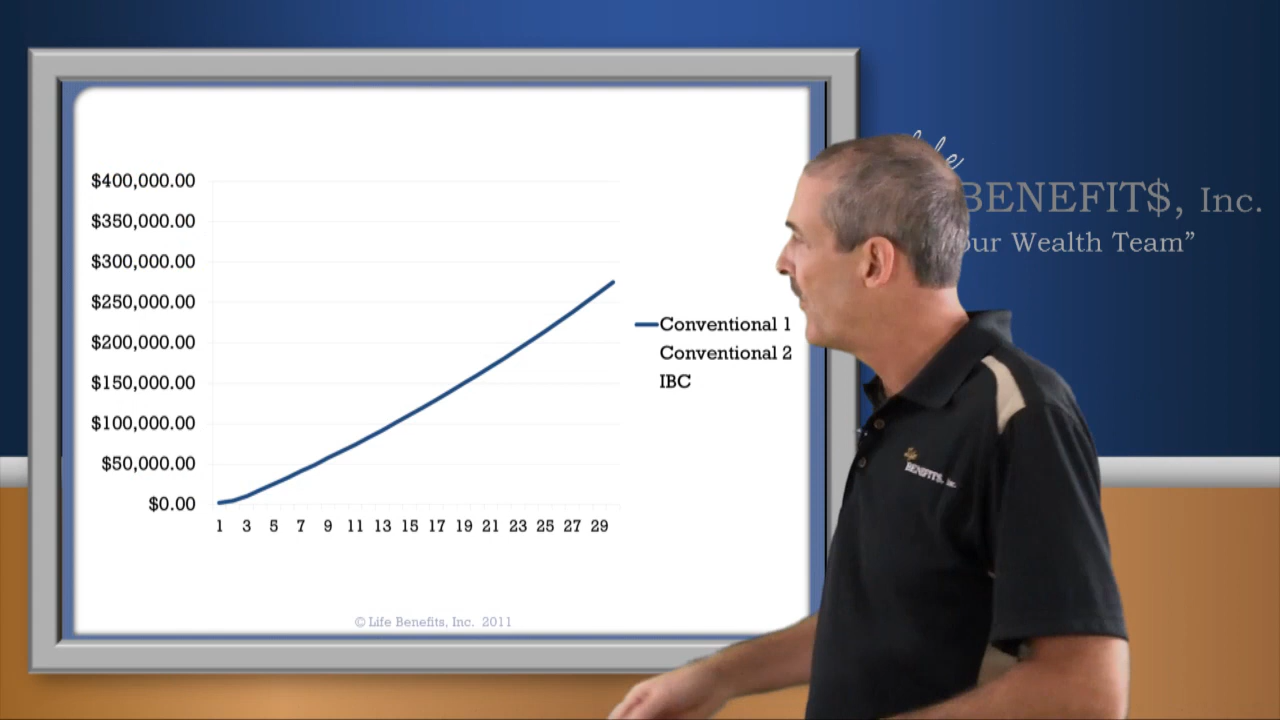 $400,000.00
$350,000.00
$300,000.00
$250,000.00
$200,000.00
$150,000.00
$100,000.00
$50,000.00
$0.00
1 3 5 7 9 11 13 15 17 19 21 23 25 27 29
Conventional 1
Conventional 2
IBC
© Life Benefits, Inc. 2011
BENEFIT$, Inc.
our Wealth Team”
BENEFITS, Inc.